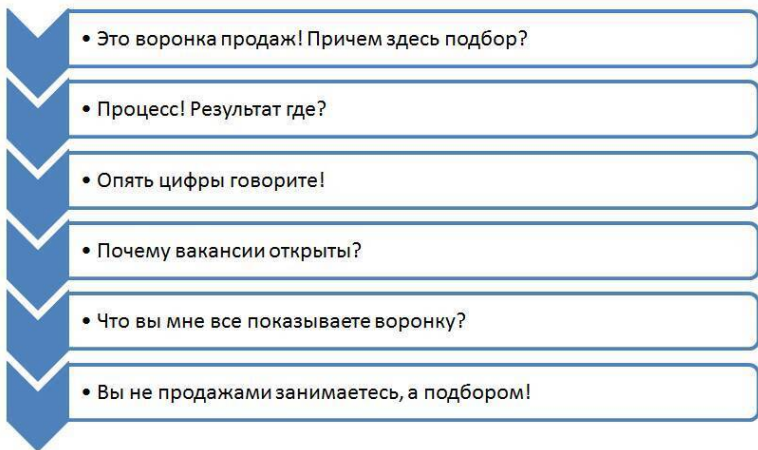 • Это воронка продаж! Причем здесь подбор?
• Процесс! Результат где?
• Опять цифры говорите!
• Почему вакансии открыты?
• Что вы мне все показываете воронку?
• Вы не продажами занимаетесь, а подбором!